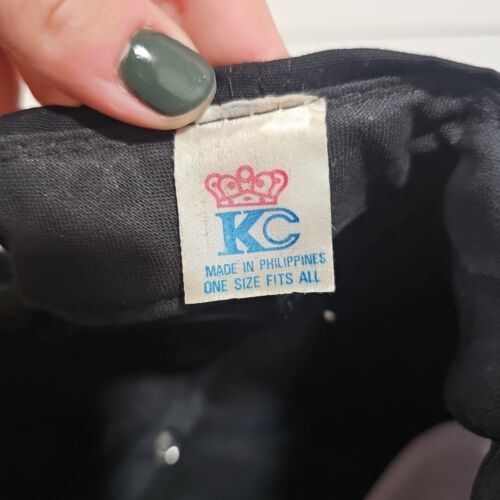 KC
MADE IN PHILIPPINES
ONE SIZE FITS ALL